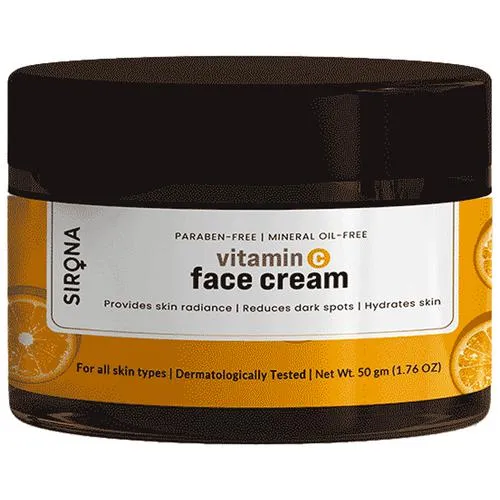 SIRONA
PARABEN-FREE | MINERAL OIL-FREE
vitamin C
face cream
Provides skin radiance | Reduces dark spots | Hydrates skin
For all skin types | Dermatologically Tested | Net Wt. 50 gm (1.76 OZ)